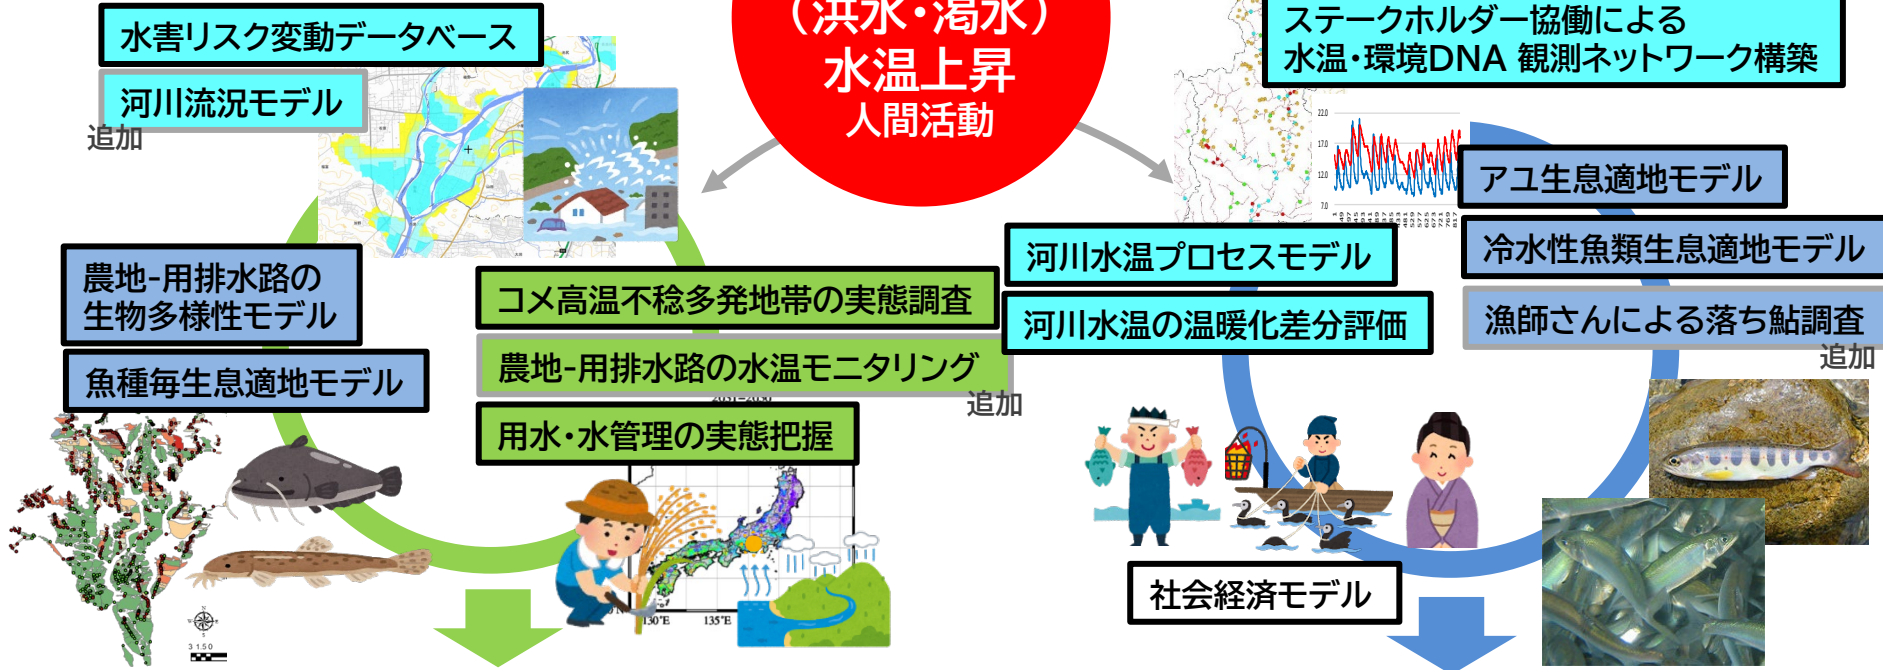 (洪水・渇水)
水温上昇
人間活動
水害リスク変動データベース
河川流況モデル
追加
ステークホルダー協働による
水温・環境DNA 観測ネットワーク構築
22.0
17.0
12.0
7.0
アユ生息適地モデル
冷水性魚類生息適地モデル
漁師さんによる落ち鮎調査
追加
河川水温プロセスモデル
河川水温の温暖化差分評価
農地-用排水路の
生物多様性モデル
魚種毎生息適地モデル
コメ高温不稔多発地帯の実態調査
農地-用排水路の水温モニタリング
追加
用水・水管理の実態把握
130°E
135°E
社会経済モデル